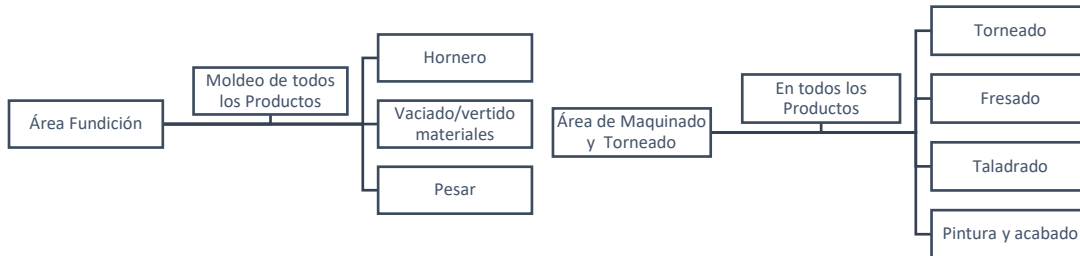 Área Fundición
Moldeo de todos
los Productos
Hornero
Vaciado/vertido
materiales
Pesar
Área de Maquinado
y Torneado
En todos los
Productos
Torneado
Fresado
Taladrado
Pintura y acabado